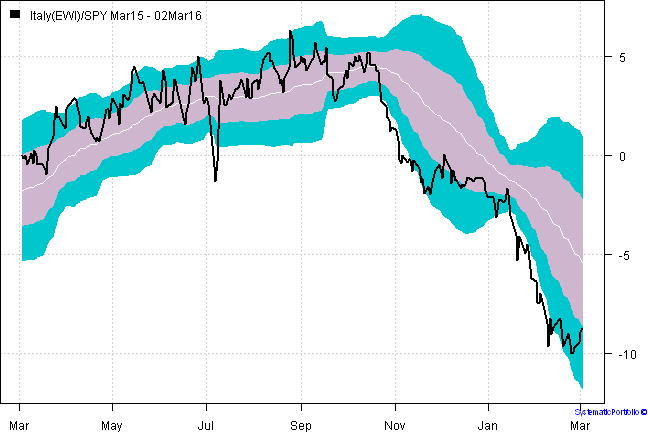 Italy(EWI)/SPY Mar15 - 02Mar16
5
0
-5
-10
Mar May Jul Sep Nov Jan Mar
SystematicPortfolio ©